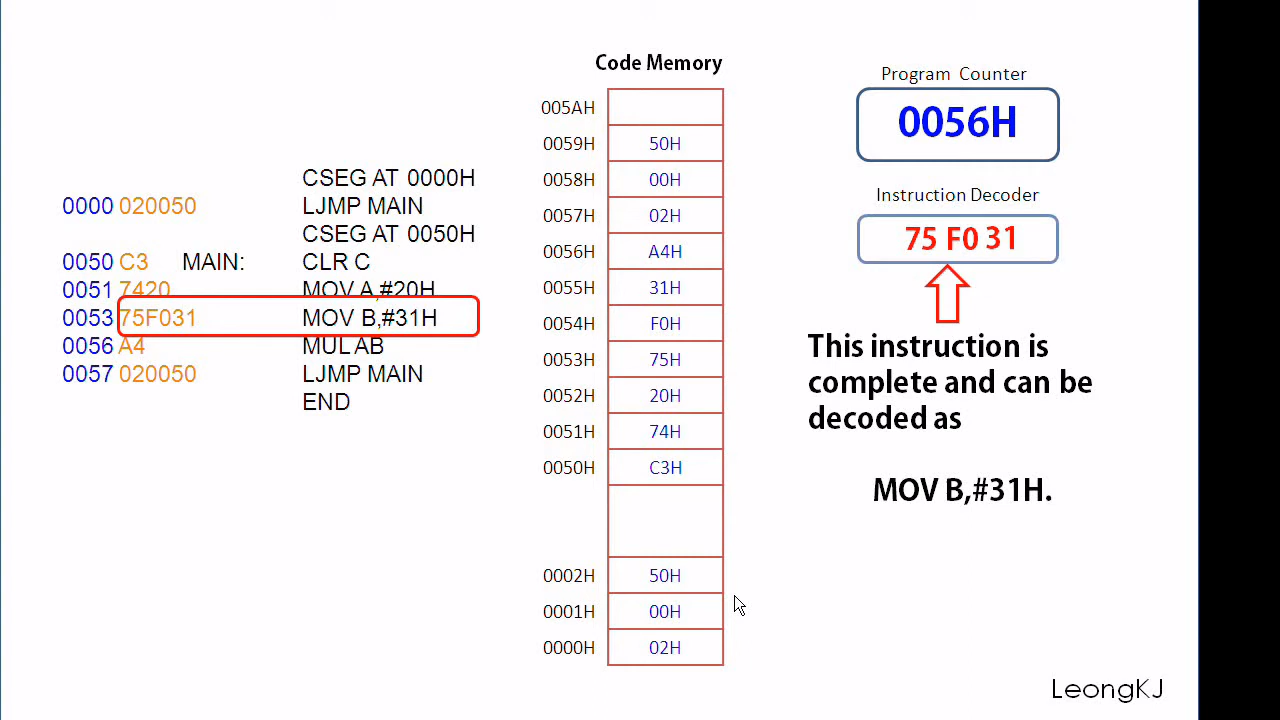 CSEG AT 0000H
0000 020050 LJMP MAIN
CSEG AT 0050H
0050 C3 MAIN: CLR C
0051 7420 MOV A,#20H
0053 75F031 MOV B,#31H
0056 A4 MUL AB
0057 020050 LJMP MAIN
END
Code Memory
005AH
0059H 50H
0058H 00H
0057H 02H
0056H A4H
0055H 31H
0054H F0H
0053H 75H
0052H 20H
0051H 74H
0050H C3H
0002H 50H
0001H 00H
0000H 02H
Program Counter
0056H
Instruction Decoder
75 F0 31
This instruction is
complete and can be
decoded as
MOV B,#31H.
LeongKJ